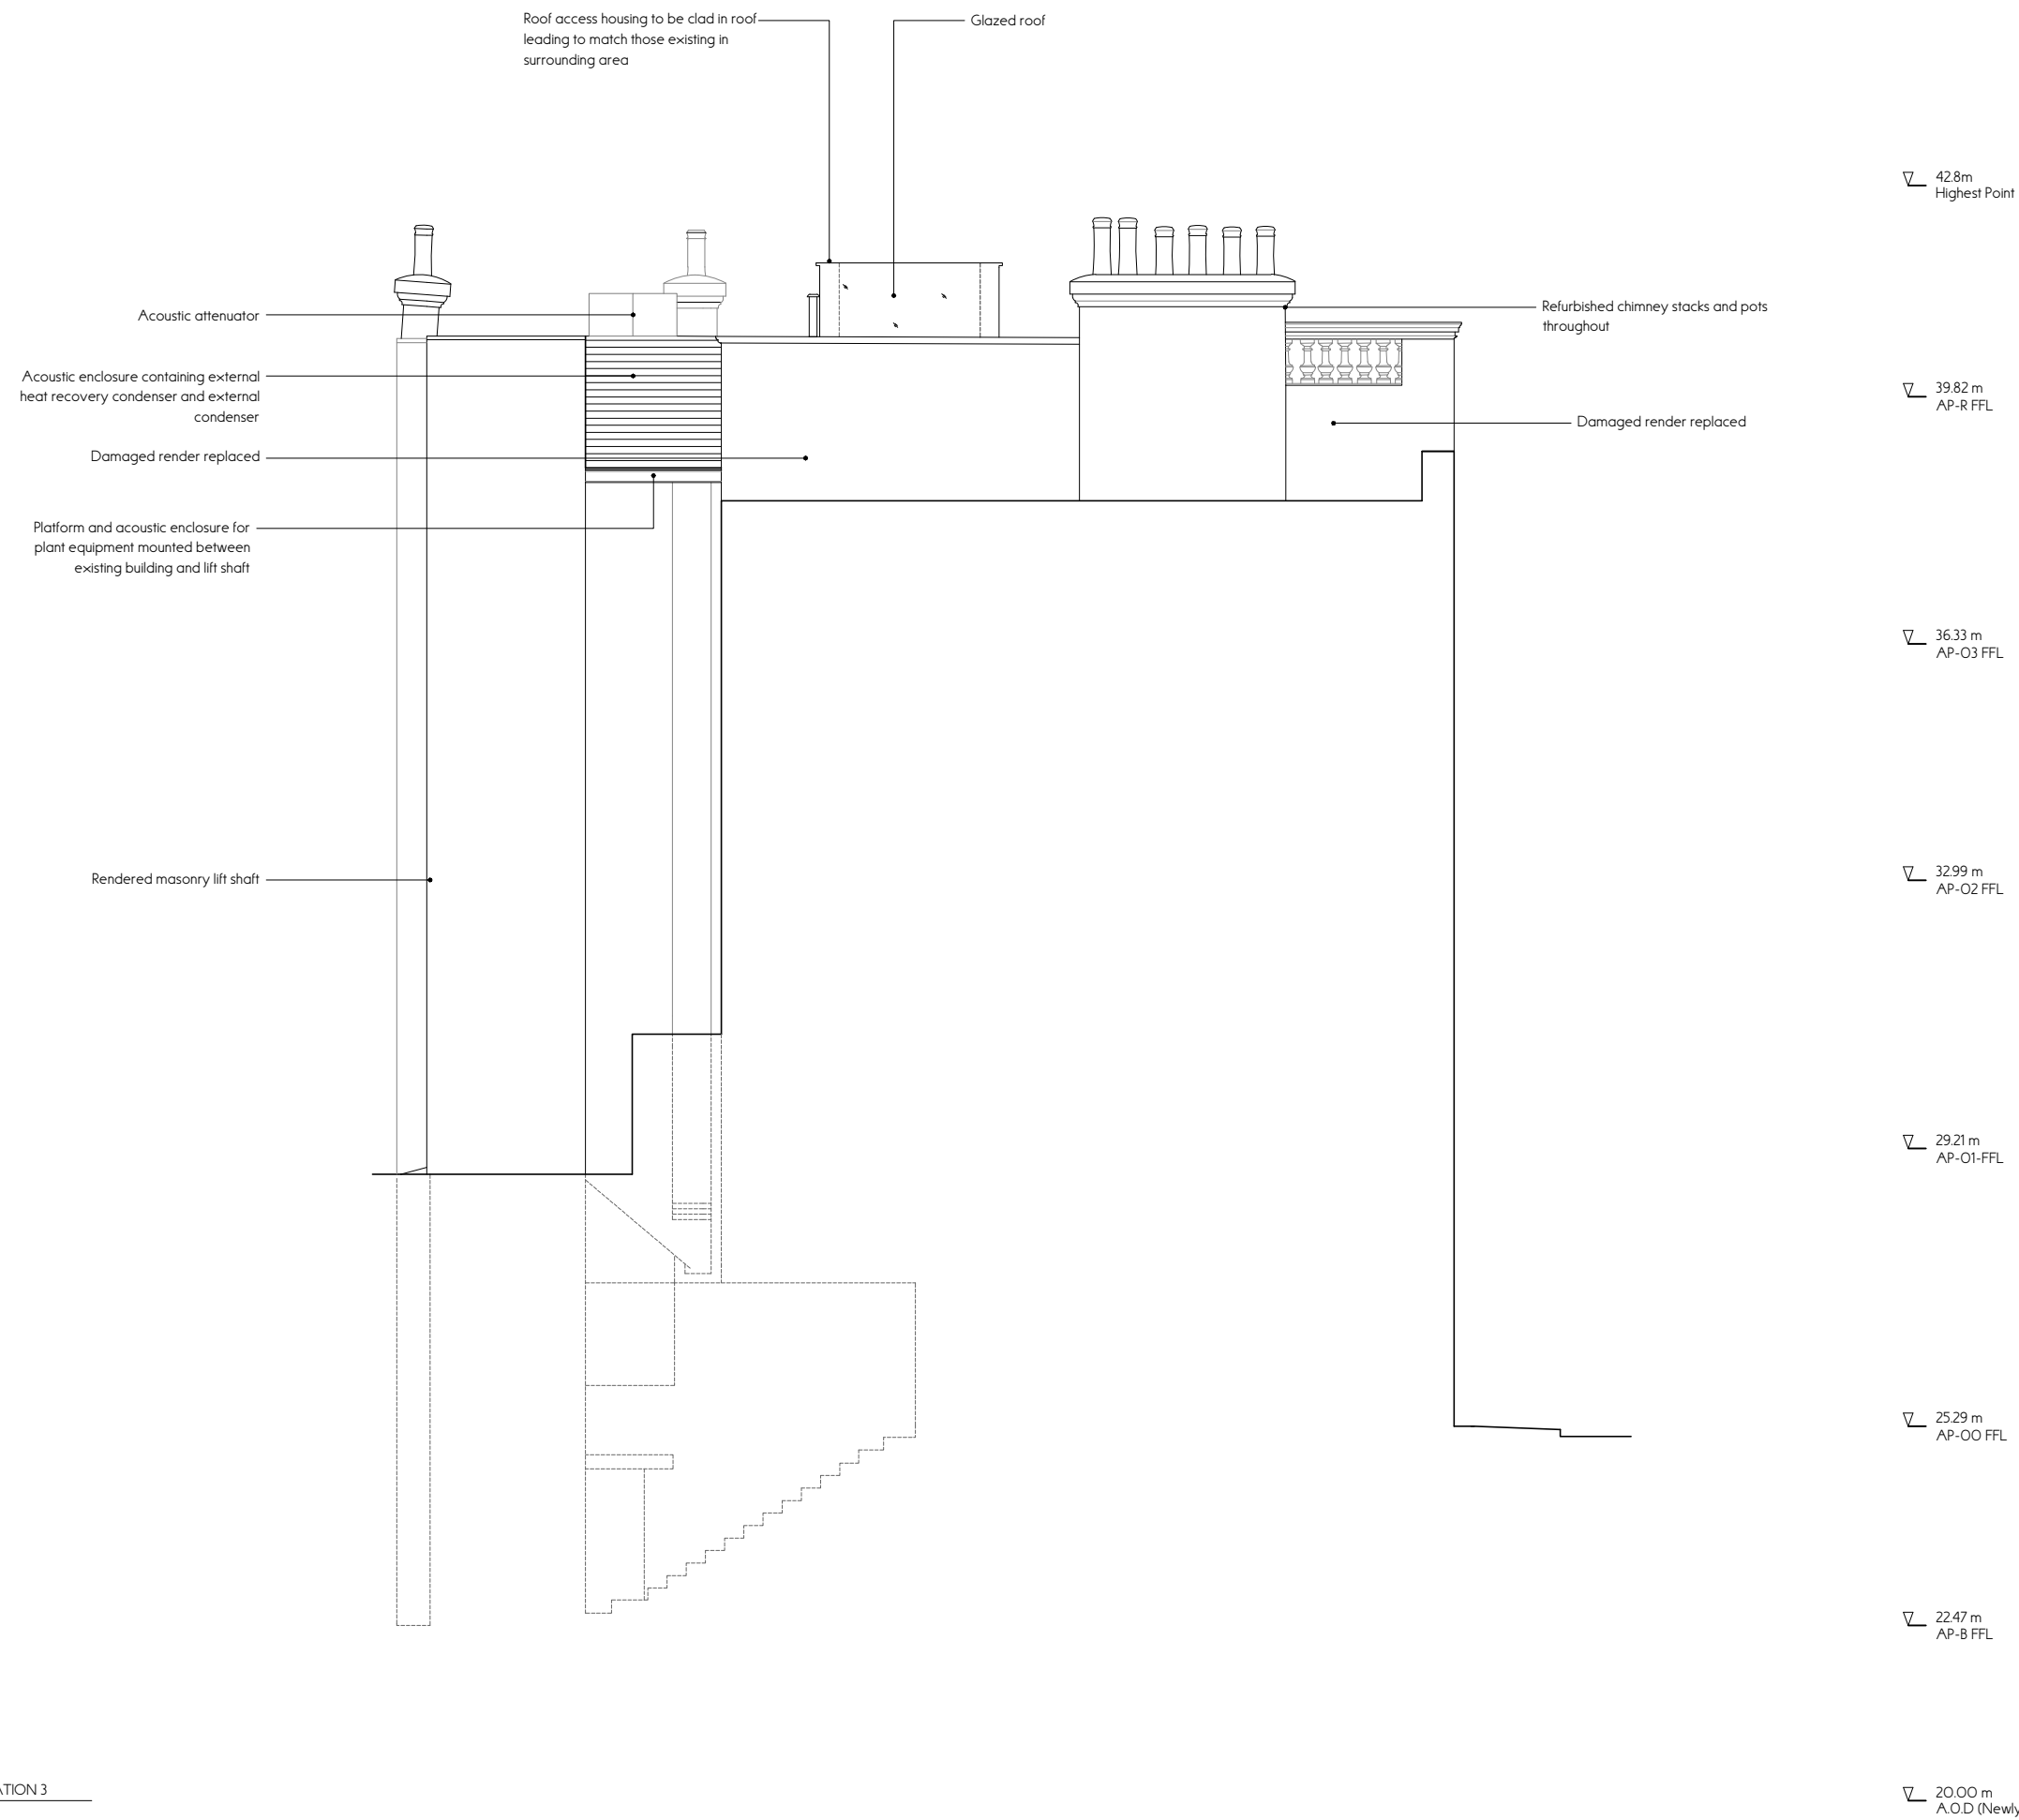 Roof access housing to be clad in roof
leading to match those existing in
surrounding area
Glazed roof
42.8m
Highest Point
Acoustic attenuator
Refurbished chimney stacks and pots
throughout
Acoustic enclosure containing external
heat recovery condenser and external
condenser
39.82 m
AP-R FFL
Damaged render replaced
Damaged render replaced
Platform and acoustic enclosure for
plant equipment mounted between
existing building and lift shaft
36.33 m
AP-03 FFL
Rendered masonry lift shaft
32.99 m
AP-02 FFL
29.21 m
AP-01-FFL
25.29 m
AP-00 FFL
22.47 m
AP-B FFL
ATION 3
20.00 m
A.O.D (Newly